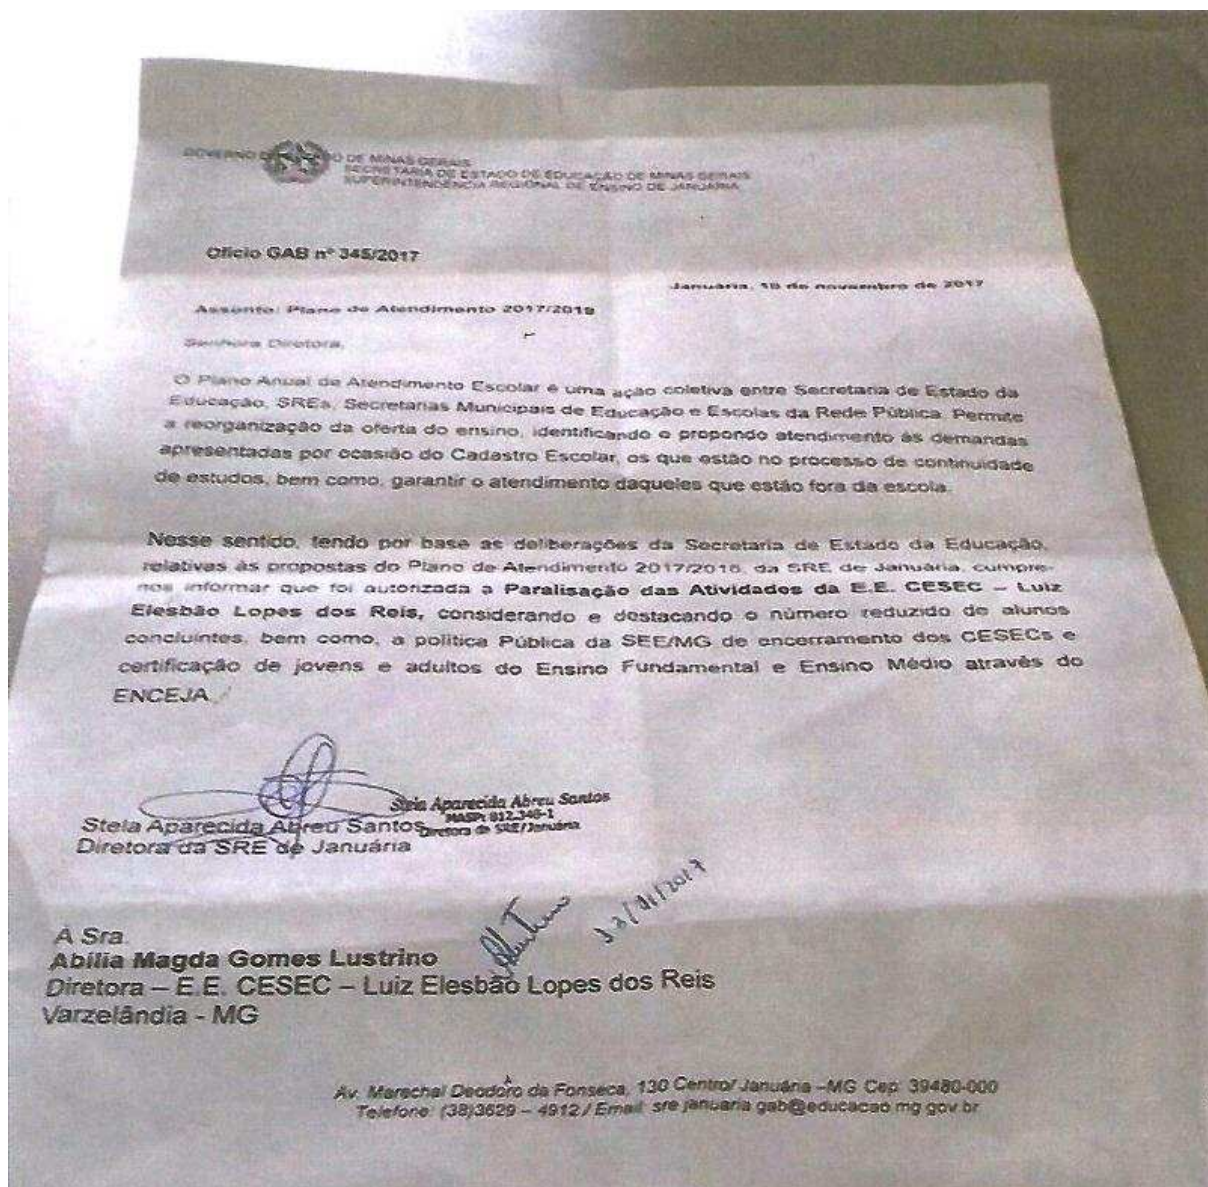 GOVERNO DO ESTADO DE MINAS GERAIS
SECRETARIA DE ESTADO DE EDUCAÇÃO DE MINAS GERAIS
SUPERINTENDÊNCIA REGIONAL DE ENSINO DE JANUÁRIA
Ofício GAB nº 345/2017
Januária, 10 de novembro de 2017
Assunto: Plano de Atendimento 2017/2018
Senhora Diretora,
O Plano Anual de Atendimento Escolar é uma ação coletiva entre Secretaria de Estado da
Educação, SREs, Secretarias Municipais de Educação e Escolas da Rede Pública. Permite
a reorganização da oferta do ensino, identificando e propondo atendimento às demandas
apresentadas por ocasião do Cadastro Escolar, os que estão no processo de continuidade
de estudos, bem como, garantir o atendimento daqueles que estão fora da escola.
Nesse sentido, tendo por base as deliberações da Secretaria de Estado da Educação,
relativas às propostas do Plano de Atendimento 2017/2018, da SRE de Januária, cumpre-
nos informar que foi autorizada a Paralisação das Atividades da E.E. CESEC – Luiz
Elesbão Lopes dos Reis, considerando e destacando o número reduzido de alunos
concluintes, bem como, a política Pública da SEE/MG de encerramento dos CESECs e
certificação de jovens e adultos do Ensino Fundamental e Ensino Médio através do
ENCEJA.
Stela Aparecida Abreu Santos
MASP: 812.346-1
Diretora da SRE/Januária
Stela Aparecida Abreu Santos
Diretora da SRE de Januária
/11/2017
A Sra.
Abília Magda Gomes Lustrino
Diretora – E.E. CESEC – Luiz Elesbão Lopes dos Reis
Varzelândia - MG
Av. Marechal Deodoro da Fonseca, 130 Centro/ Januária –MG Cep: 39480-000
Telefone: (38)3629 – 4912 / Email: sre.januaria.gab@educacao.mg.gov.br